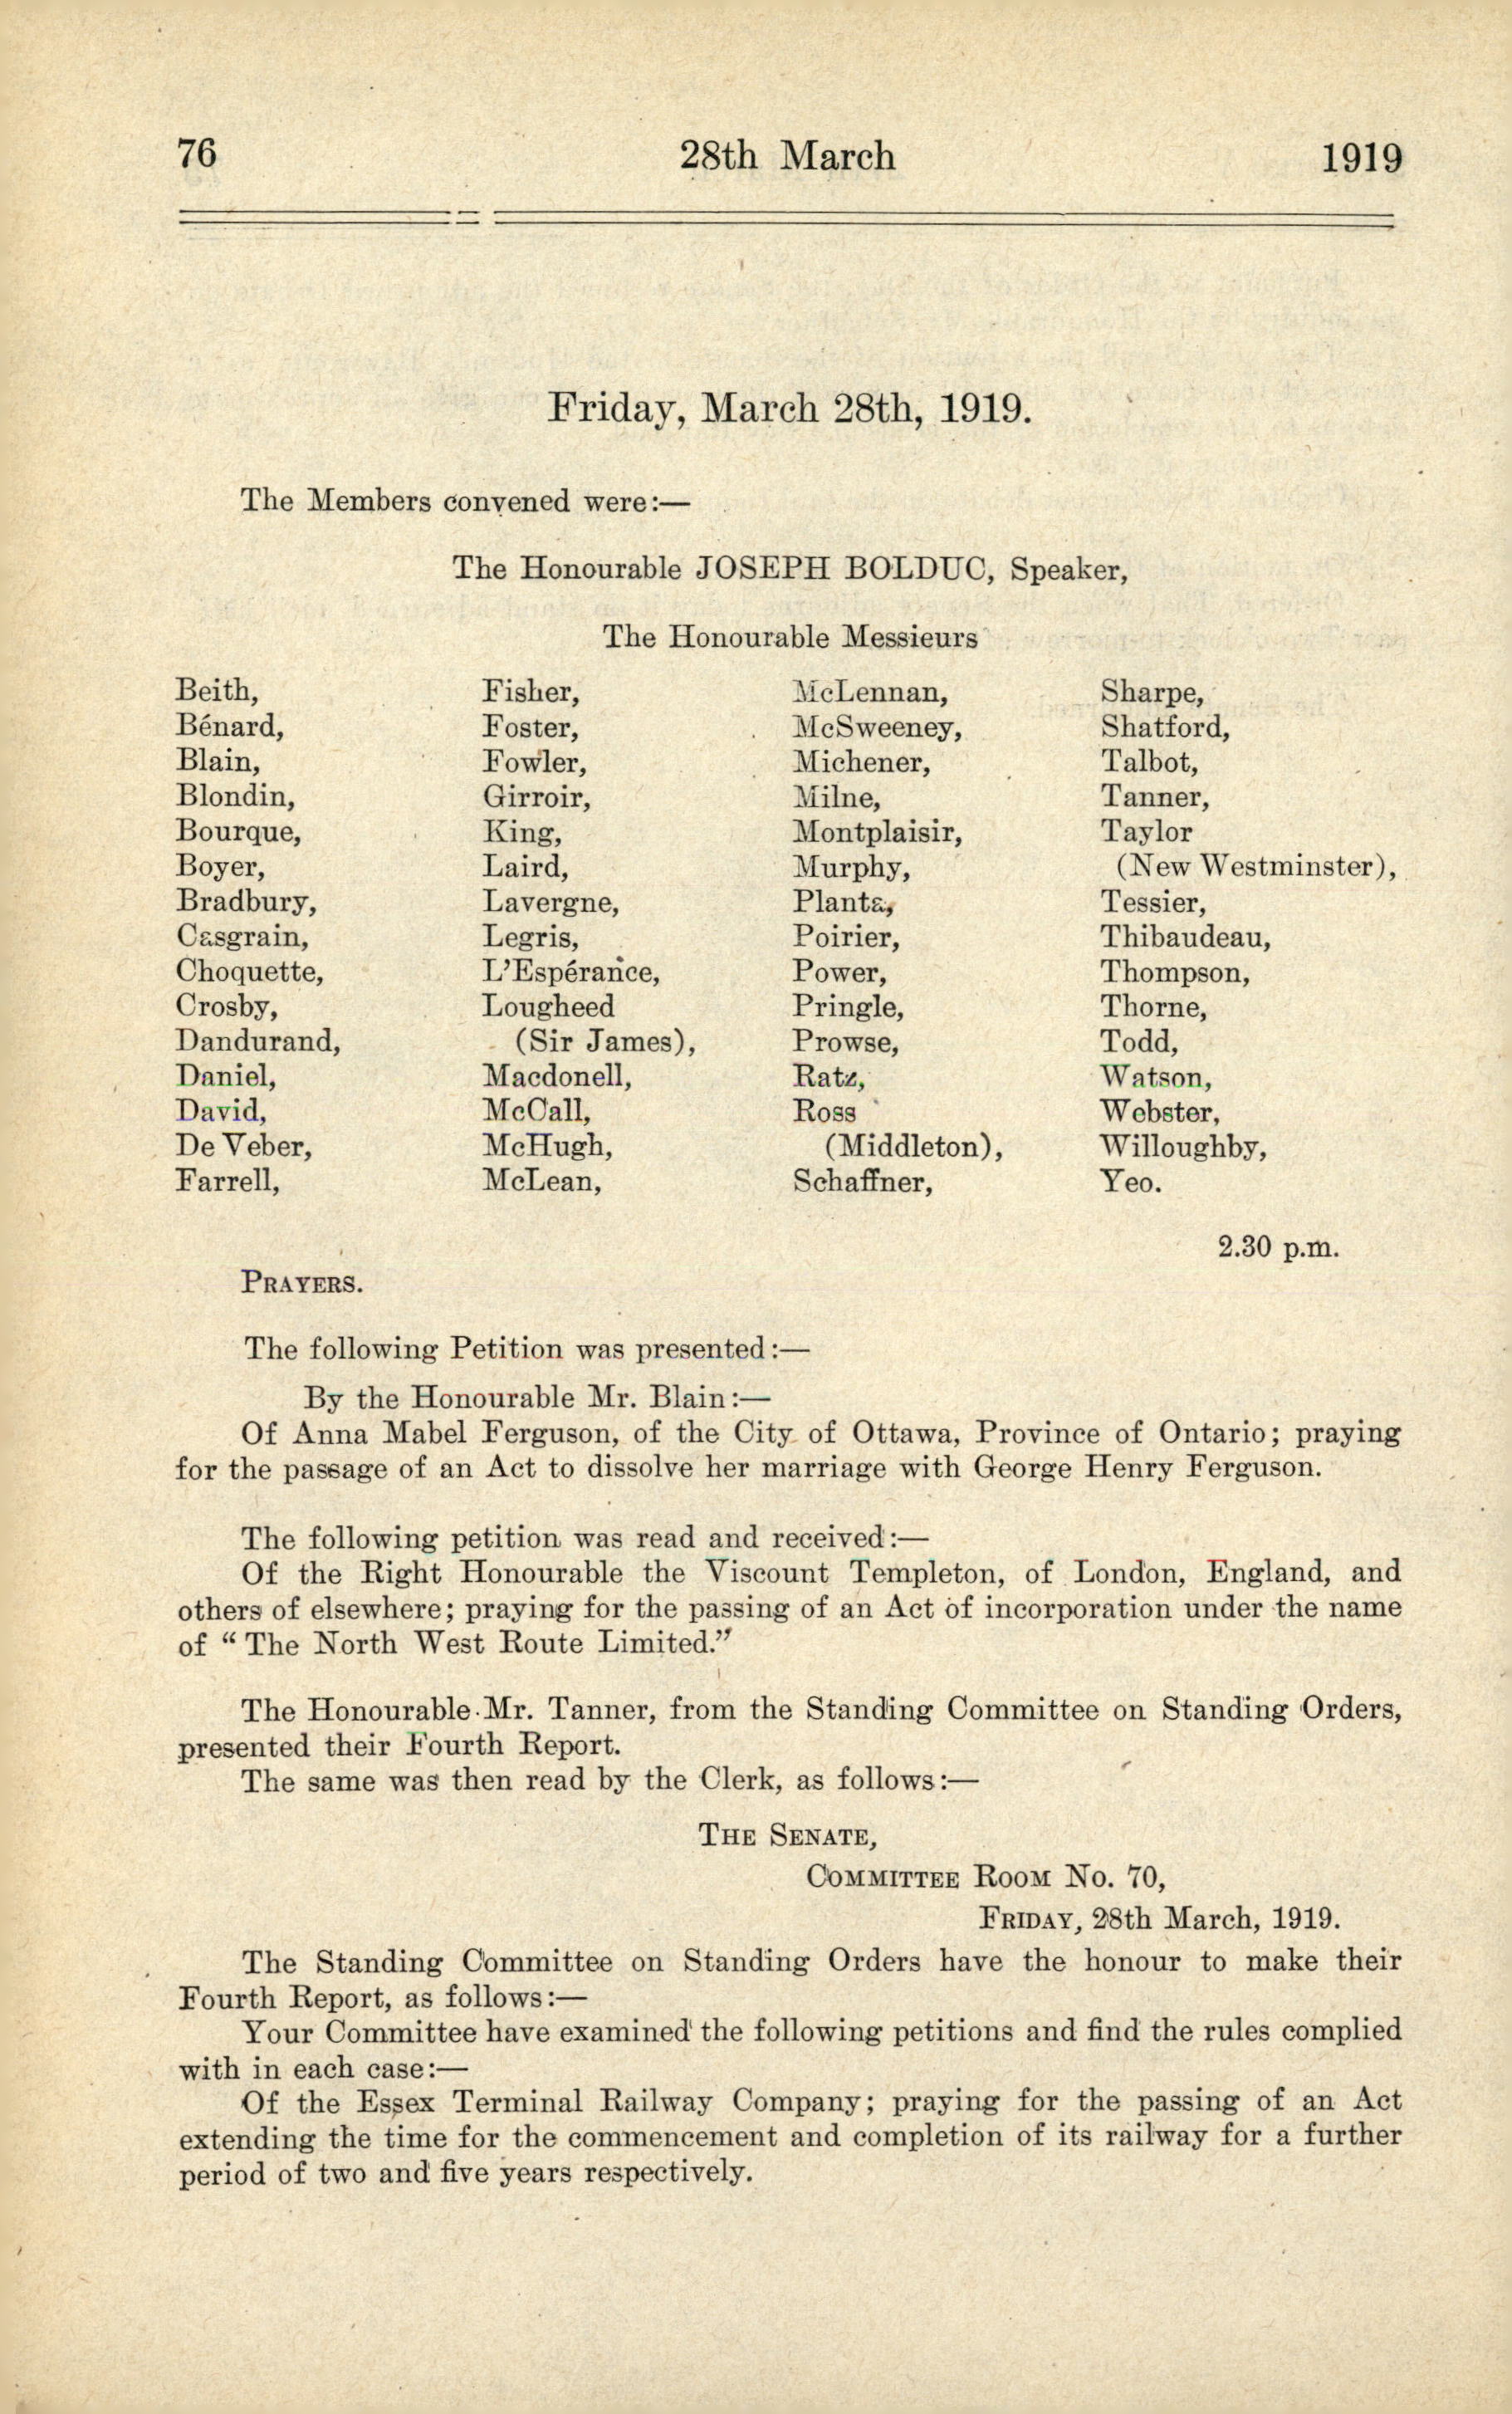 76 28th March 1919
Friday, March 28th, 1919.
The Members convened were:—
The Honourable JOSEPH BOLDUC, Speaker,
The Honourable Messieurs
Beith,
Bénard,
Blain,
Blondin,
Bourque,
Boyer,
Bradbury,
Casgrain,
Choquette,
Crosby,
Dandurand,
Daniel,
David,
De Veber,
Farrell,
Fisher,
Foster,
Fowler,
Girroir,
King,
Laird,
Lavergne,
Legris,
L'Espérance,
Lougheed
(Sir James),
Macdonell,
McCall,
McHugh,
McLean,
McLennan,
McSweeney,
Michener,
Milne,
Montplaisir,
Murphy,
Planta,
Poirier,
Power,
Pringle,
Prowse,
Ratz,
Ross
(Middleton),
Schaffner,
Sharpe,
Shatford,
Talbot,
Tanner,
Taylor
(New Westminster),
Tessier,
Thibaudeau,
Thompson,
Thorne,
Todd,
Watson,
Webster,
Willoughby,
Yeo.
2.30 p.m.
PRAYERS.
The following Petition was presented:—
By the Honourable Mr. Blain:—
Of Anna Mabel Ferguson, of the City of Ottawa, Province of Ontario; praying
for the passage of an Act to dissolve her marriage with George Henry Ferguson.
The following petition was read and received:—
Of the Right Honourable the Viscount Templeton, of London, England, and
others of elsewhere; praying for the passing of an Act of incorporation under the name
of “The North West Route Limited.”
The Honourable Mr. Tanner, from the Standing Committee on Standing Orders,
presented their Fourth Report.
The same was then read by the Clerk, as follows:—
THE SENATE,
COMMITTEE ROOM No. 70,
FRIDAY, 28th March, 1919.
The Standing Committee on Standing Orders have the honour to make their
Fourth Report, as follows:—
Your Committee have examined the following petitions and find the rules complied
with in each case:—
Of the Essex Terminal Railway Company; praying for the passing of an Act
extending the time for the commencement and completion of its railway for a further
period of two and five years respectively.